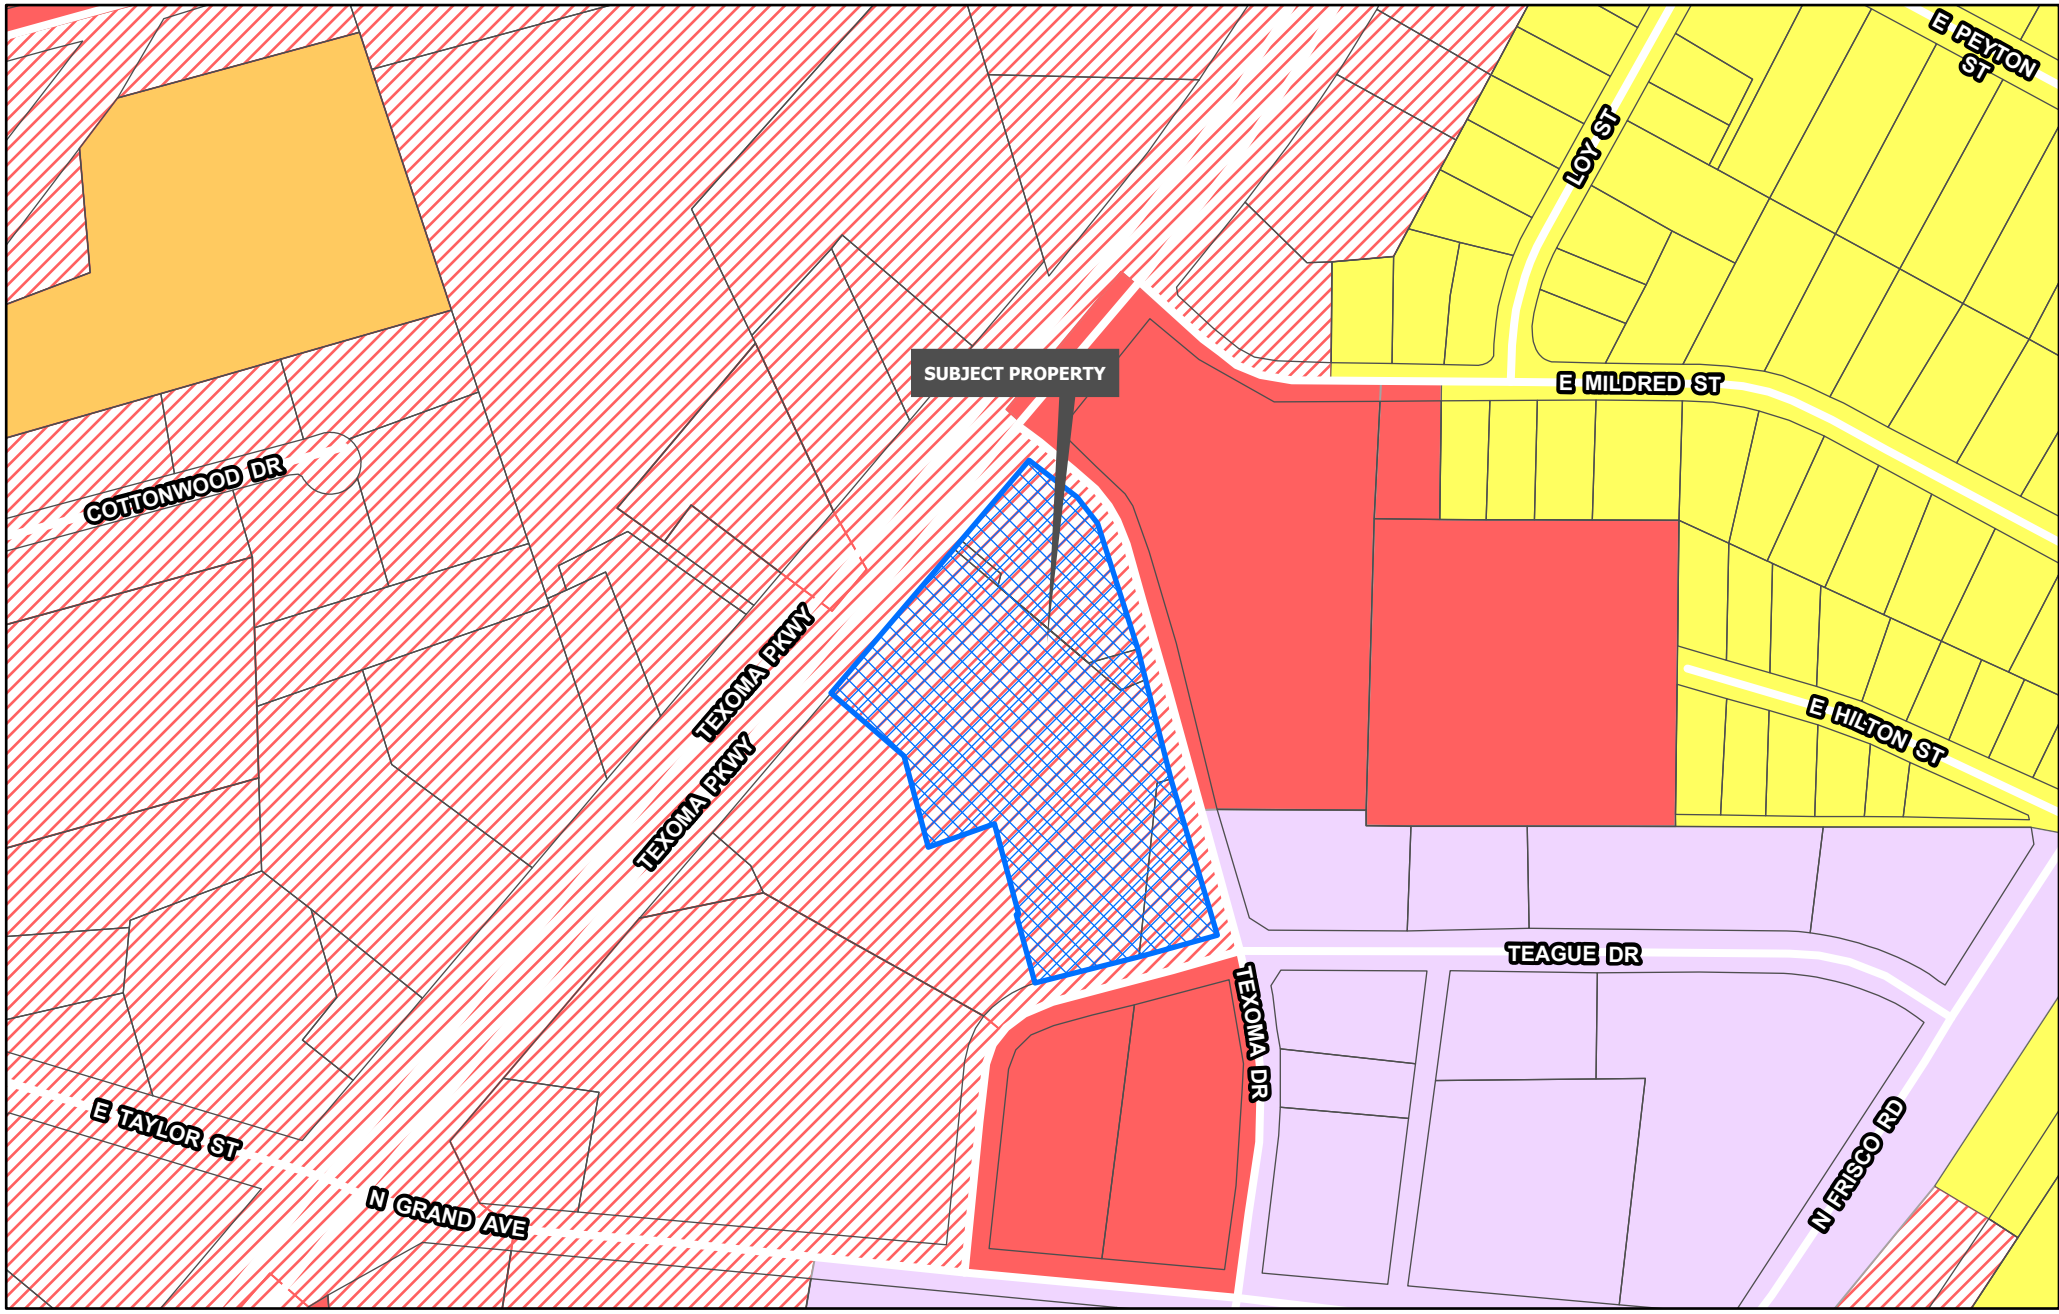 E PEYTON
ST
LOY ST
SUBJECT PROPERTY
E MILDRED ST
COTTONWOOD DR
TEXOMA PKWY
TEXOMA PKWY
E HILTON ST
TEAGUE DR
TEXOMA DR
E TAYLOR ST
N GRAND AVE
N FRISCO RD